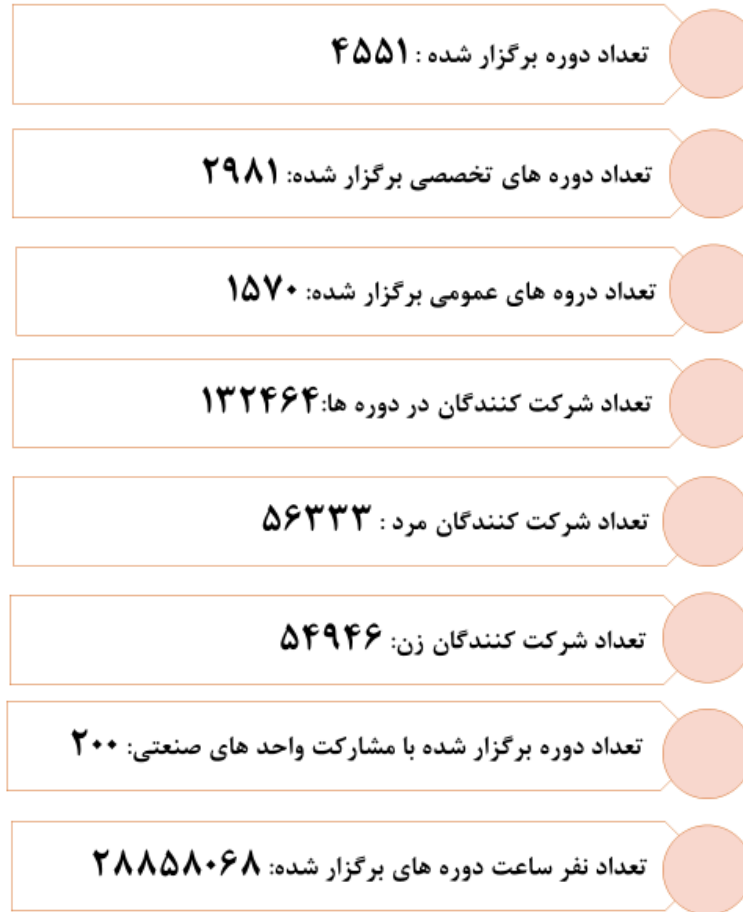 تعداد دوره برگزار شده : ۴۵۵۱
تعداد دوره های تخصصی برگزار شده: ۲۹۸۱
تعداد دروه های عمومی برگزار شده: ۱۵۷۰
تعداد شرکت کنندگان در دوره ها:۱۳۲۴۶۴
تعداد شرکت کنندگان مرد : ۵۶۳۳۳
تعداد شرکت کنندگان زن: ۵۴۹۴۶
تعداد دوره برگزار شده با مشارکت واحد های صنعتی: ۲۰۰
تعداد نفر ساعت دوره های برگزار شده: ۲۸۸۵۸۰۶۸